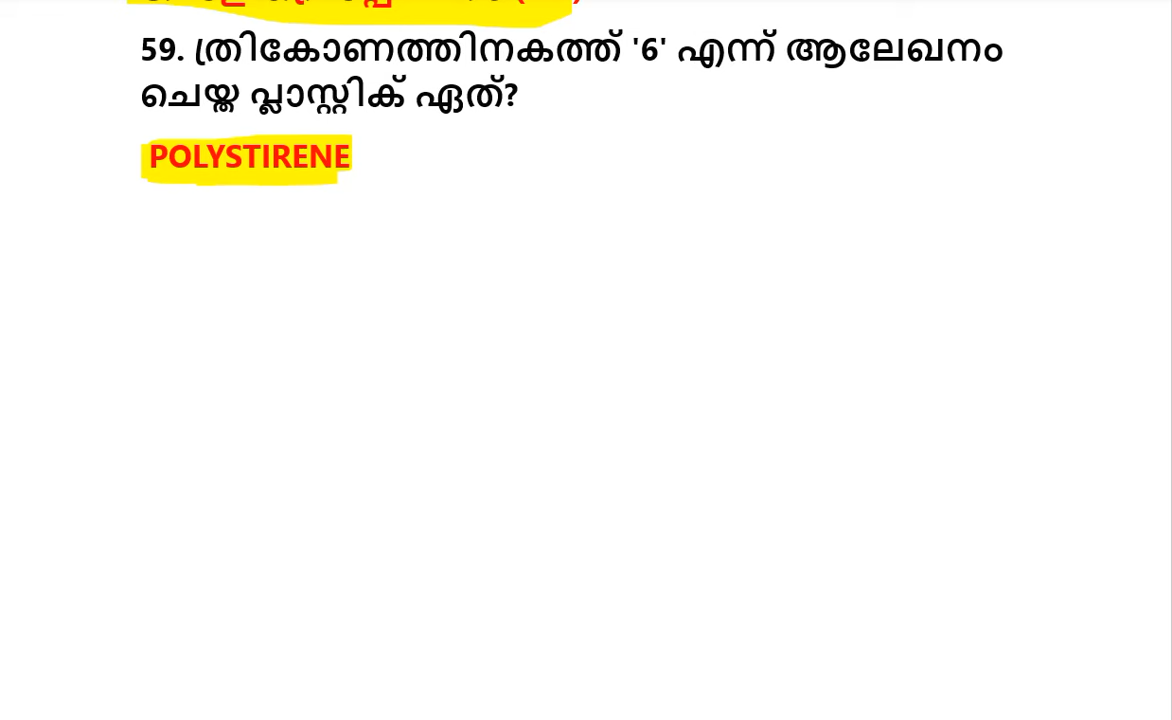 59. ത്രികോണത്തിനകത്ത് '6' എന്ന് ആലേഖനം
ചെയ്ത പ്ലാസ്റ്റിക് ഏത്?
POLYSTIRENE